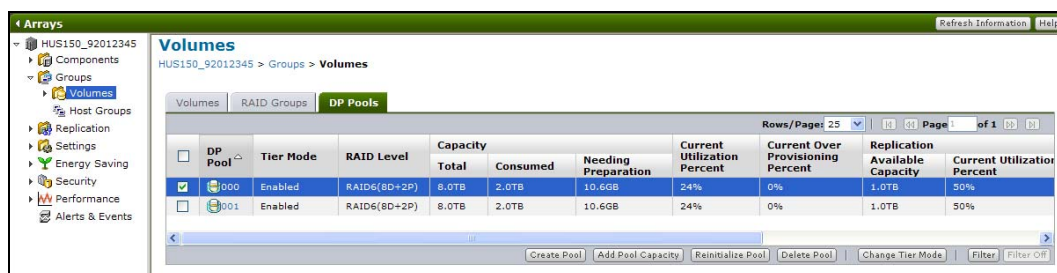 Arrays
Refresh Information
Help
HUS150_92012345
Components
Groups
Volumes
Host Groups
Replication
Settings
Energy Saving
Security
Performance
Alerts & Events
Volumes
HUS150_92012345 > Groups > Volumes
Volumes RAID Groups DP Pools
Rows/Page: 25 Page 1 of 1
DP Pool Tier Mode RAID Level Capacity Current Utilization Percent Current Over Provisioning Percent Replication
Total Consumed Needing Preparation Available Capacity Current Utilization Percent
000 Enabled RAID6(8D+2P) 8.0TB 2.0TB 10.6GB 24% 0% 1.0TB 50%
001 Enabled RAID6(8D+2P) 8.0TB 2.0TB 10.6GB 24% 0% 1.0TB 50%
Create Pool Add Pool Capacity Reinitialize Pool Delete Pool Change Tier Mode Filter Filter Off